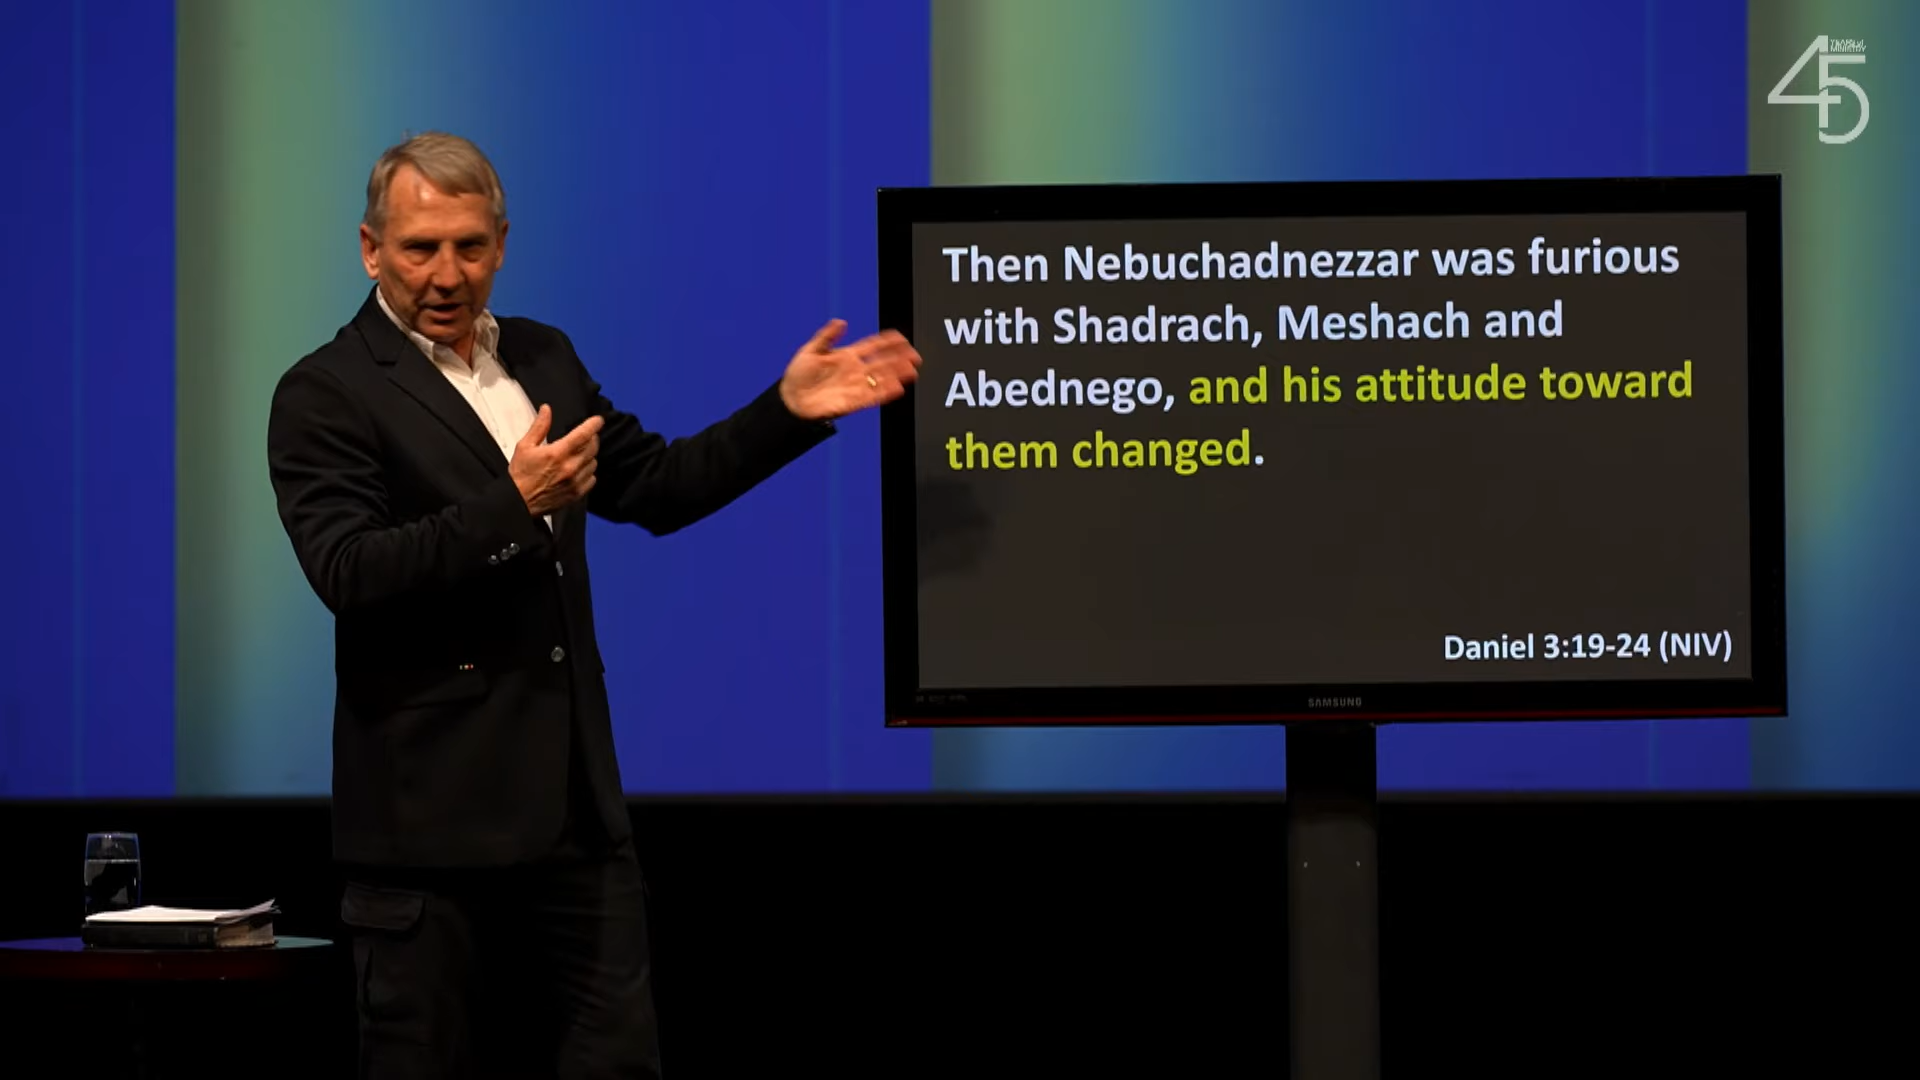 45
Then Nebuchadnezzar was furious
with Shadrach, Meshach and
Abednego, and his attitude toward
them changed.
Daniel 3:19-24 (NIV)
SAMSUNG